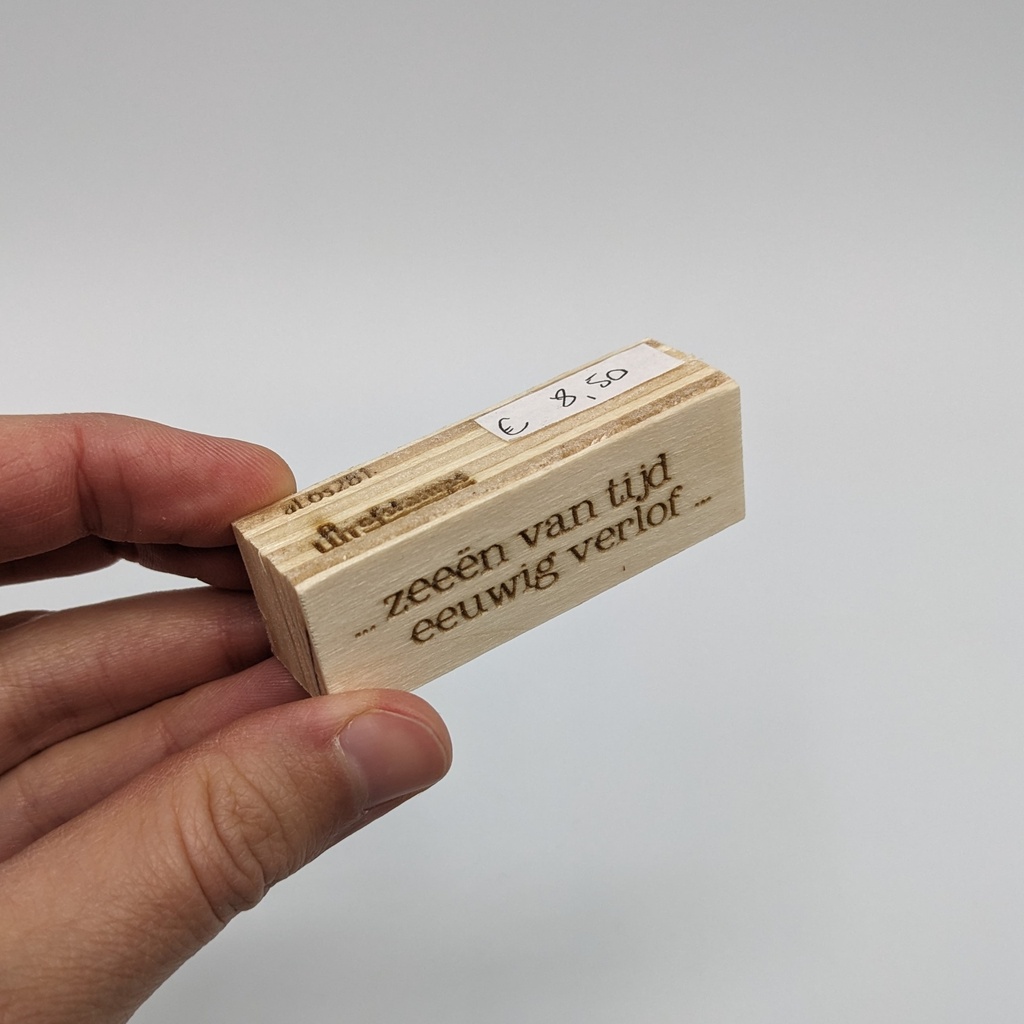 € 8,50
... zeeën van tijd
eeuwig verlof ...